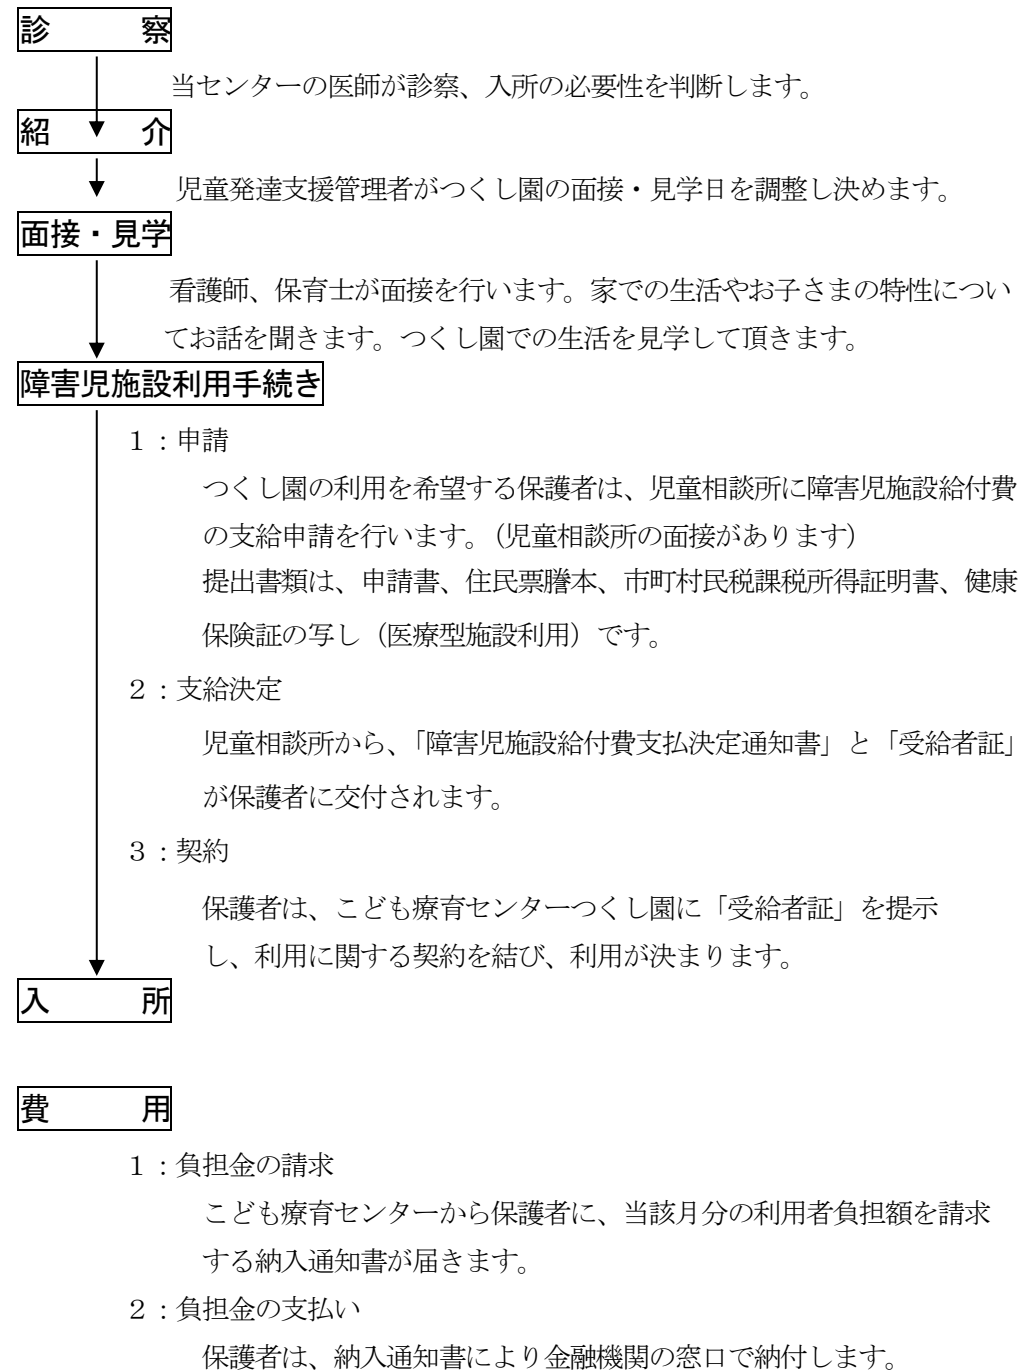 診　　　察
当センターの医師が診察、入所の必要性を判断します。
紹　　　介
児童発達支援管理者がつくし園の面接・見学日を調整し決めます。
面接・見学
看護師、保育士が面接を行います。家での生活やお子さまの特性につい
てお話を聞きます。つくし園での生活を見学して頂きます。
障害児施設利用手続き
１：申請
つくし園の利用を希望する保護者は、児童相談所に障害児施設給付費
の支給申請を行います。（児童相談所の面接があります）
提出書類は、申請書、住民票謄本、市町村民税課税所得証明書、健康
保険証の写し（医療型施設利用）です。
２：支給決定
児童相談所から、「障害児施設給付費支払決定通知書」と「受給者証」
が保護者に交付されます。
３：契約
保護者は、こども療育センターつくし園に「受給者証」を提示
し、利用に関する契約を結び、利用が決まります。
入　　　所
費　　　用
１：負担金の請求
こども療育センターから保護者に、当該月分の利用者負担額を請求
する納入通知書が届きます。
２：負担金の支払い
保護者は、納入通知書により金融機関の窓口で納付します。